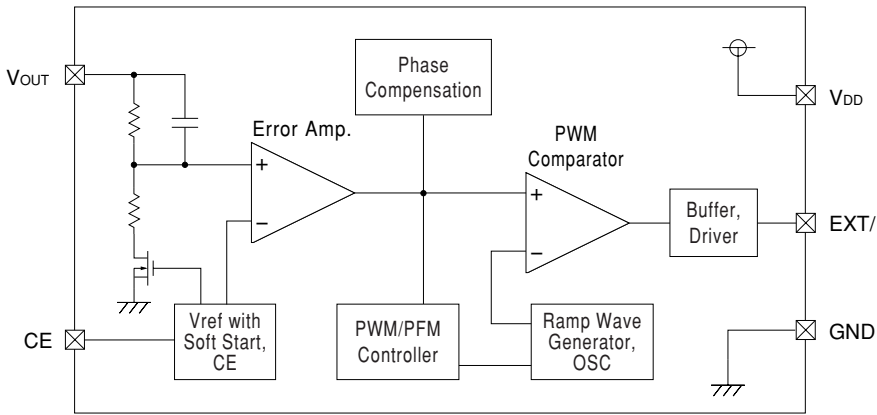 Phase
Compensation
VOUT
VDD
Error Amp.
PWM
Comparator
+
−
+
−
Buffer,
Driver
EXT/
CE
Vref with
Soft Start,
CE
PWM/PFM
Controller
Ramp Wave
Generator,
OSC
GND